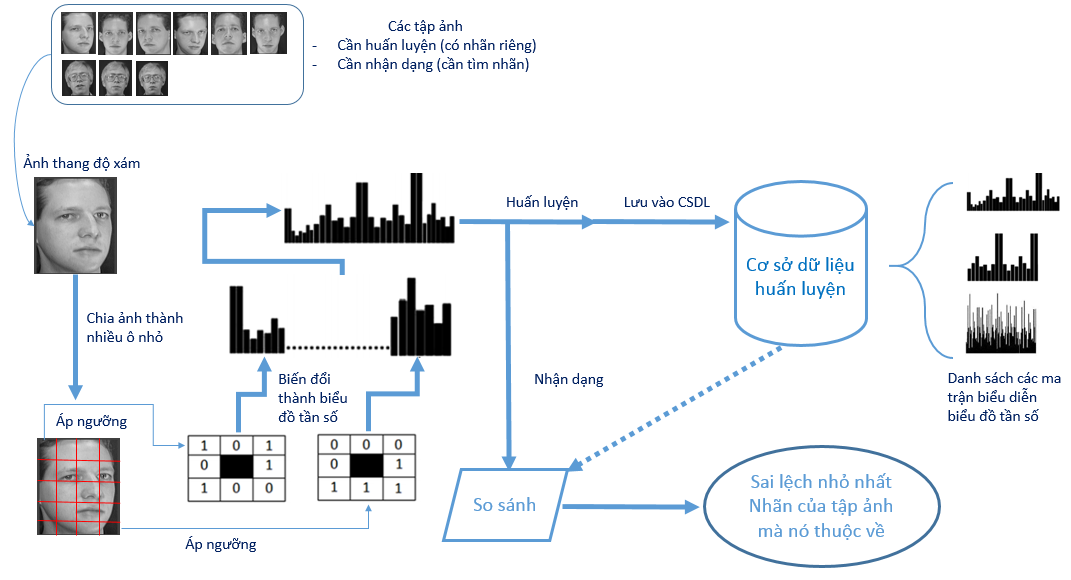 Các tập ảnh
- Cần huấn luyện (có nhãn riêng)
- Cần nhận dạng (cần tìm nhãn)
Ảnh thang độ xám
Huấn luyện
Lưu vào CSDL
Cơ sở dữ liệu
huấn luyện
Chia ảnh thành
nhiều ô nhỏ
Biến đổi
thành biểu
đồ tần số
Nhận dạng
Danh sách các ma
trận biểu diễn
biểu đồ tần số
Áp ngưỡng
1 0 1
0 1
1 0 0
0 0 0
0 1
1 1 1
So sánh
Sai lệch nhỏ nhất
Nhãn của tập ảnh
mà nó thuộc về
Áp ngưỡng